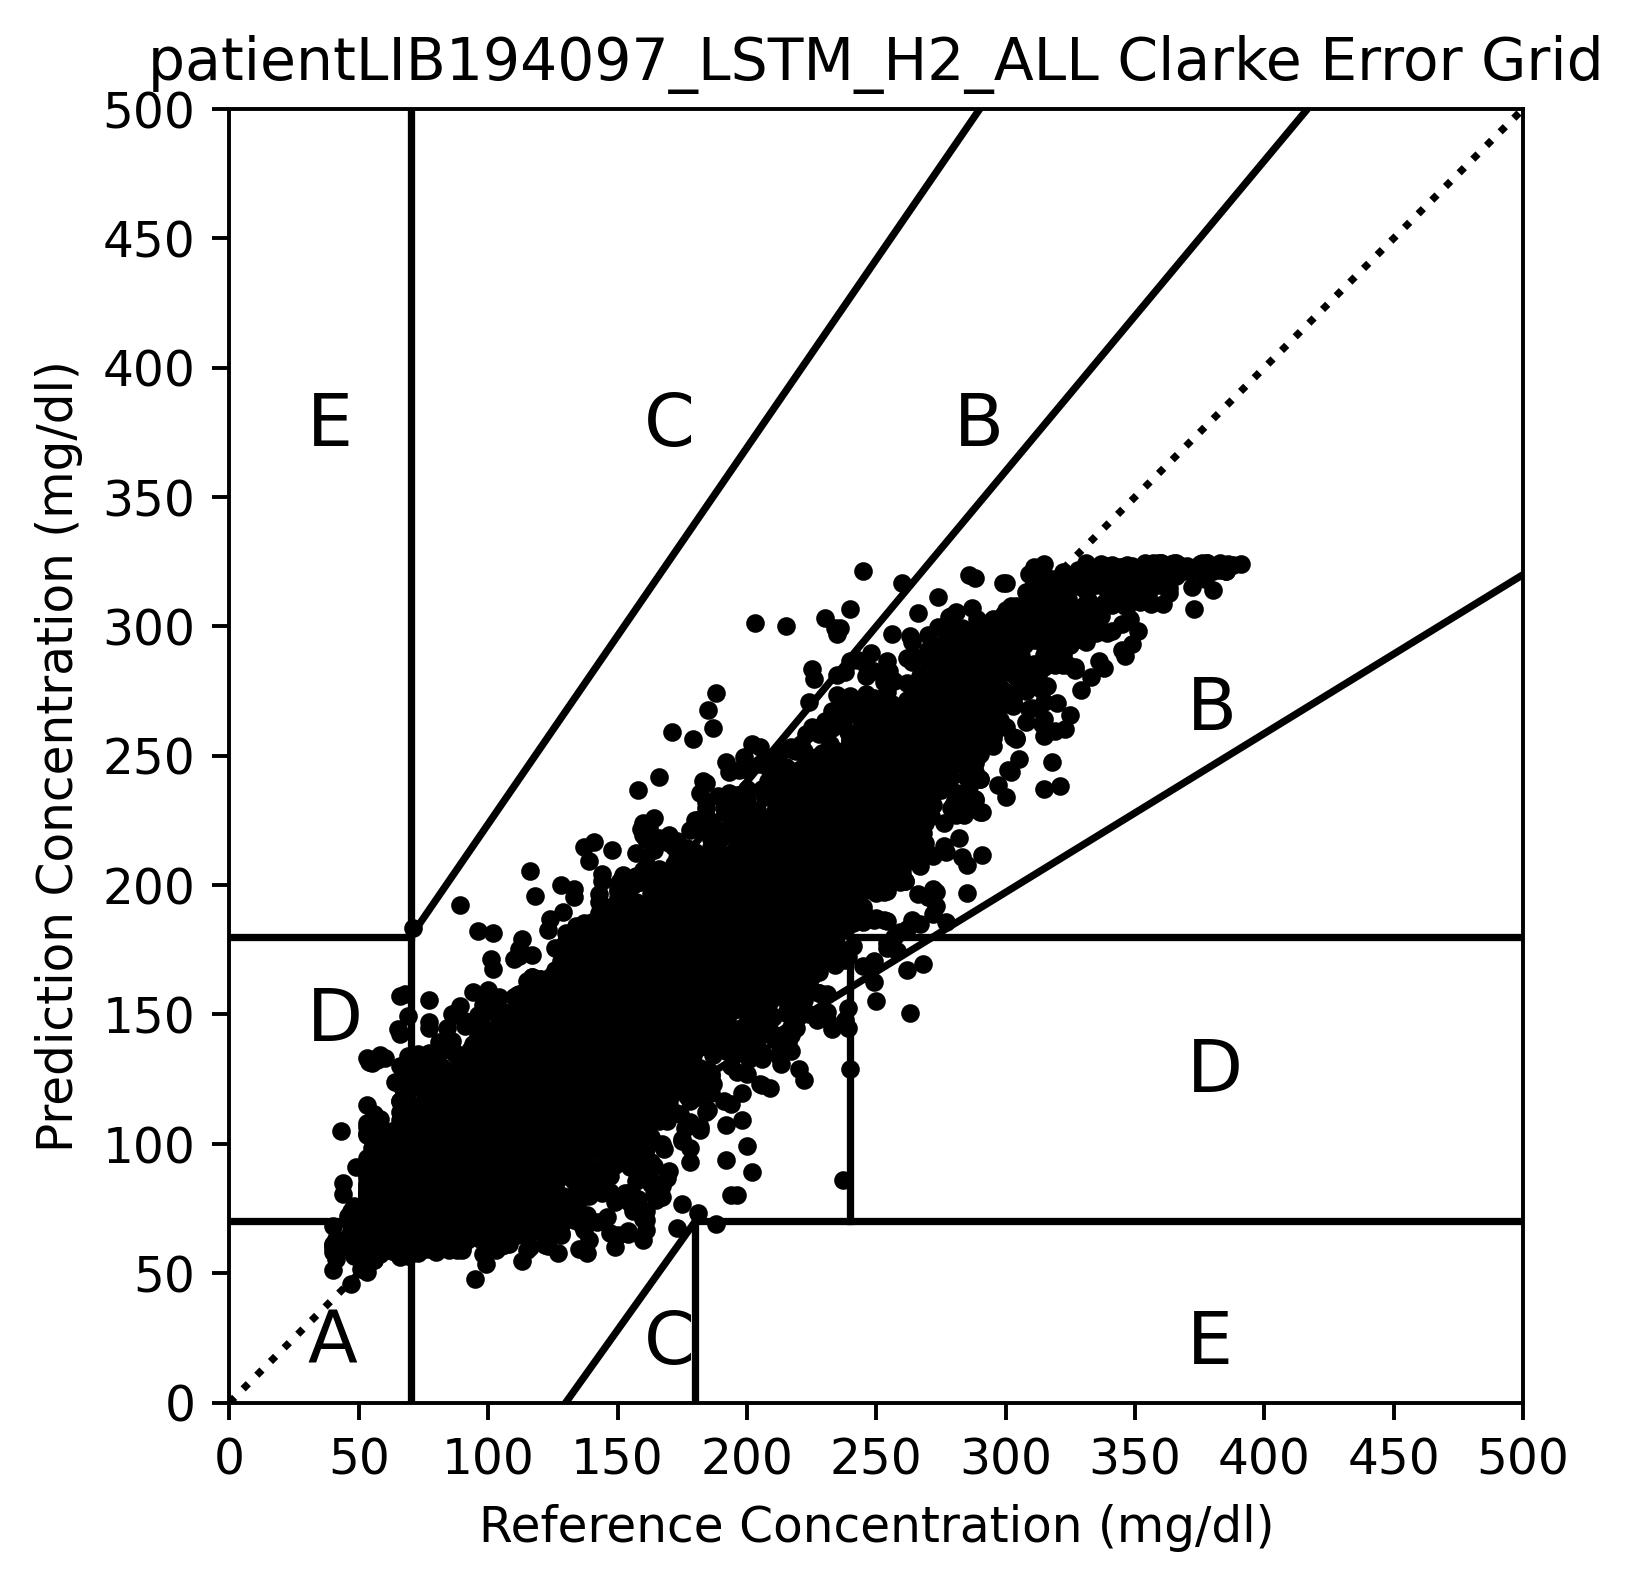 patientLIB194097_LSTM_H2_ALL Clarke Error Grid
Prediction Concentration (mg/dl)
500
450
400
350
300
250
200
150
100
50
0
E
C
B
B
D
D
A
C
E
0 50 100 150 200 250 300 350 400 450 500
Reference Concentration (mg/dl)